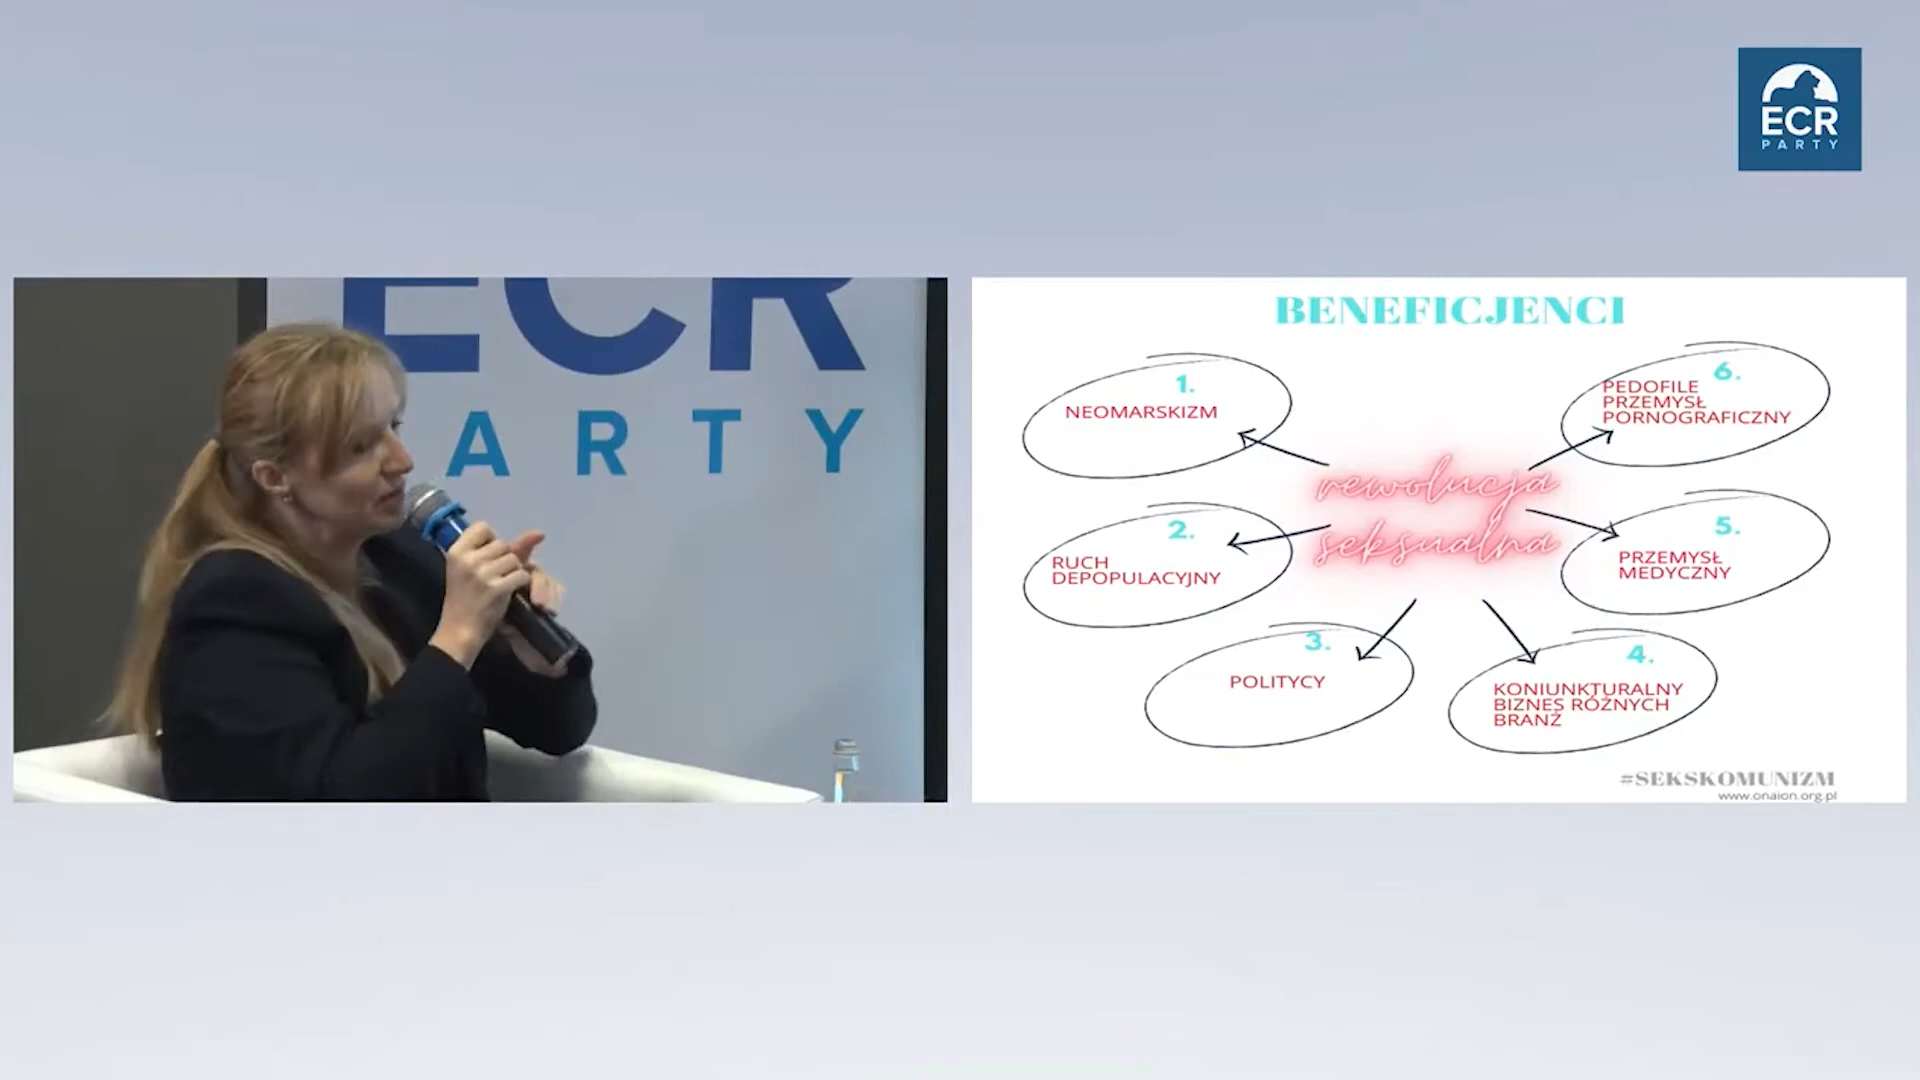 ECR
PARTY
ECR
PARTY
BENEFICJENCI
1.
NEOMARSKIZM
2.
RUCH
DEPOPULACYJNY
3.
POLITYCY
4.
KONIUNKTURALNY
BIZNES RÓŻNYCH
BRANŻ
5.
PRZEMYSŁ
MEDYCZNY
6.
PEDOFILE
PRZEMYSŁ
PORNOGRAFICZNY
rewolucja
seksualna
#SEKSKOMUNIZM
www.onaion.org.pl